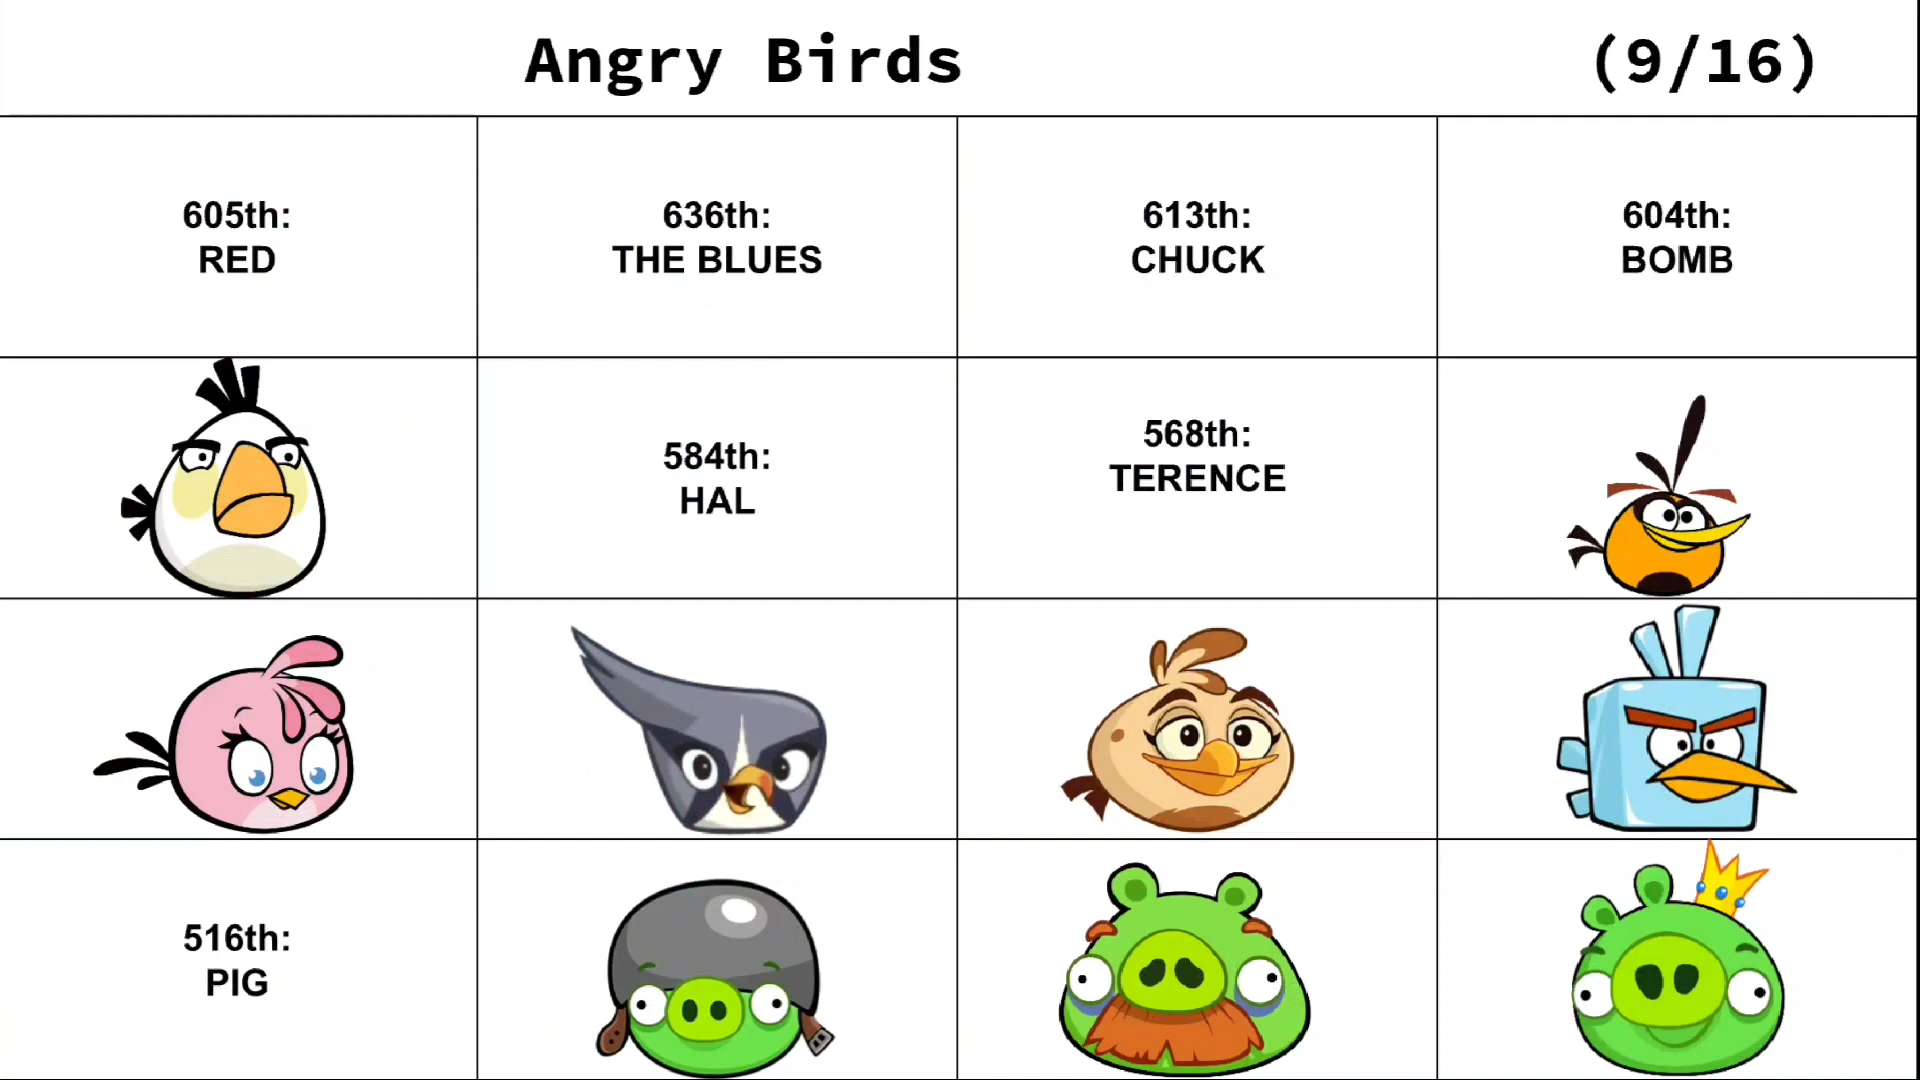 Angry Birds (9/16)
605th:
RED
636th:
THE BLUES
613th:
CHUCK
604th:
BOMB
584th:
HAL
568th:
TERENCE
516th:
PIG